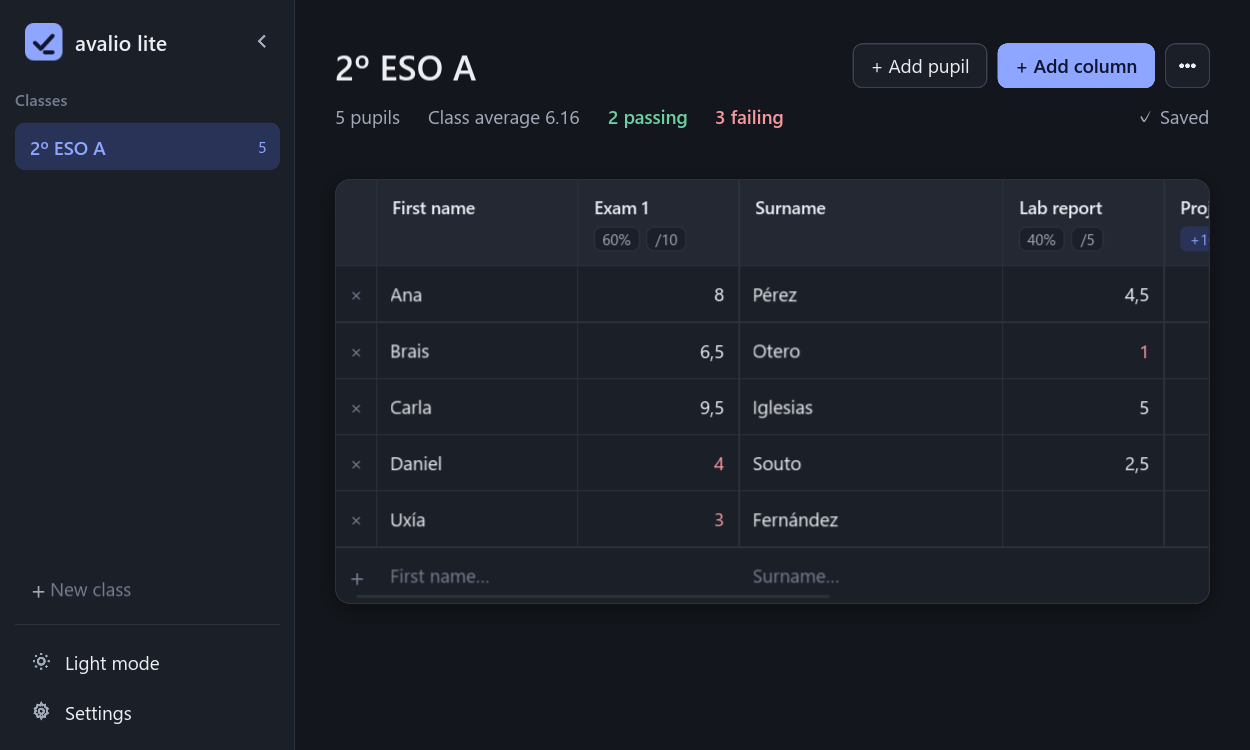 avalio lite
Classes
2º ESO A 5
+ New class
Light mode
Settings
2º ESO A
+ Add pupil + Add column •••
5 pupils Class average 6.16 2 passing 3 failing ✓ Saved
First name Exam 1 Surname Lab report
60% /10 40% /5 +1
× Ana 8 Pérez 4,5
× Brais 6,5 Otero 1
× Carla 9,5 Iglesias 5
× Daniel 4 Souto 2,5
× Uxía 3 Fernández
+ First name... Surname...